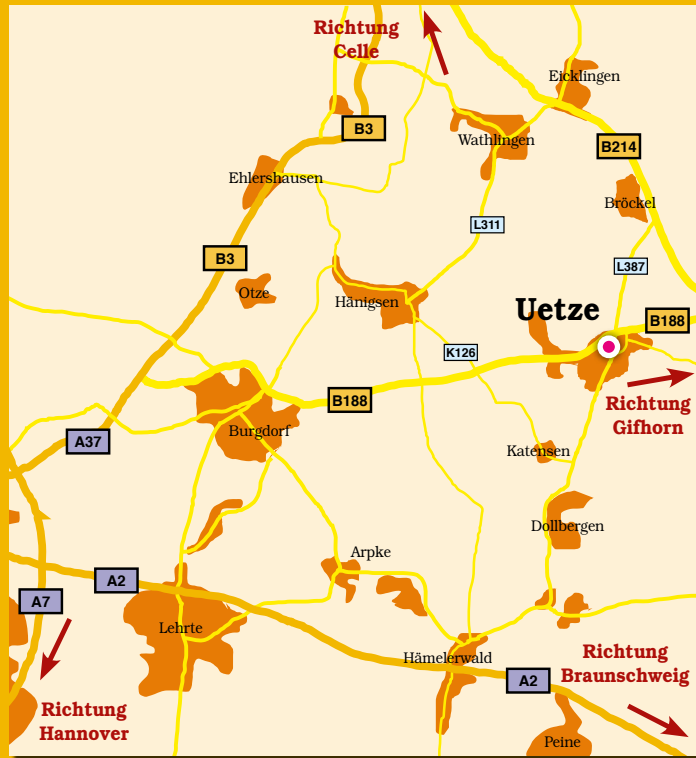 Richtung
Celle
Eicklingen
B3
Wathlingen
B214
Ehlershausen
Bröckel
L311
B3
L387
Otze
Hänigsen
Uetze
B188
K126
B188
Richtung
Gifhorn
Burgdorf
A37
Katensen
Dollbergen
Arpke
A2
A7
Lehrte
Hämelerwald
Richtung
Braunschweig
A2
Richtung
Hannover
Peine